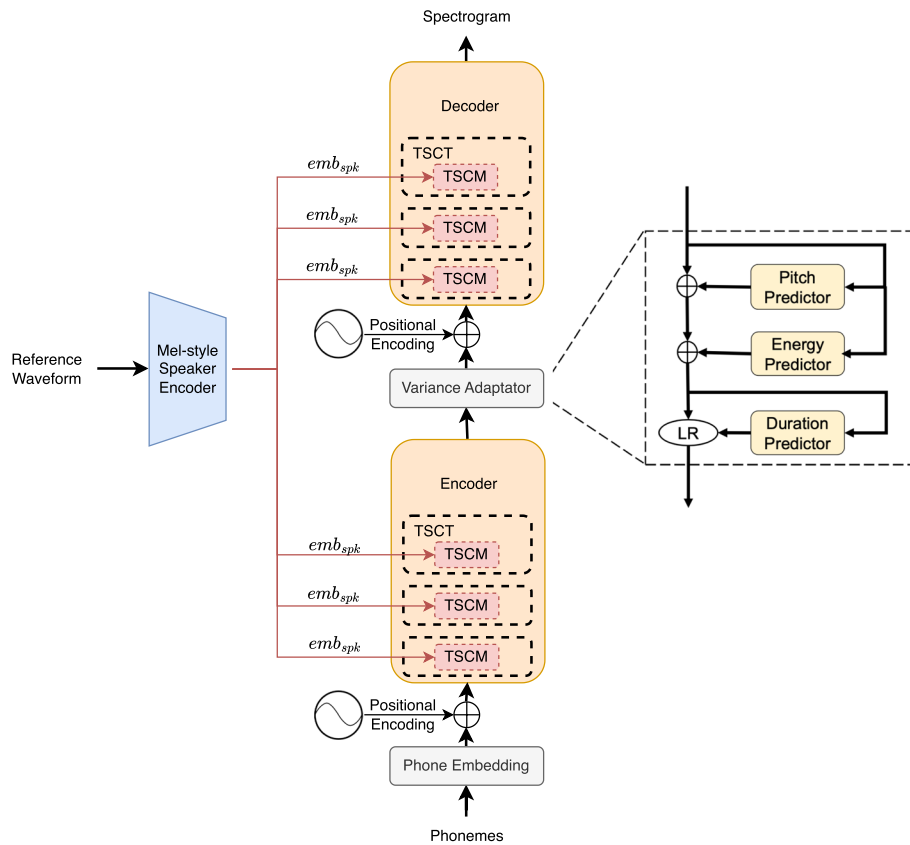 Spectrogram
Decoder
TSCT
emb_spk
TSCM
emb_spk
TSCM
emb_spk
TSCM
Positional
Encoding
Variance Adaptator
Reference
Waveform
Mel-style
Speaker
Encoder
Pitch
Predictor
Energy
Predictor
LR
Duration
Predictor
Encoder
TSCT
emb_spk
TSCM
emb_spk
TSCM
emb_spk
TSCM
Positional
Encoding
Phone Embedding
Phonemes